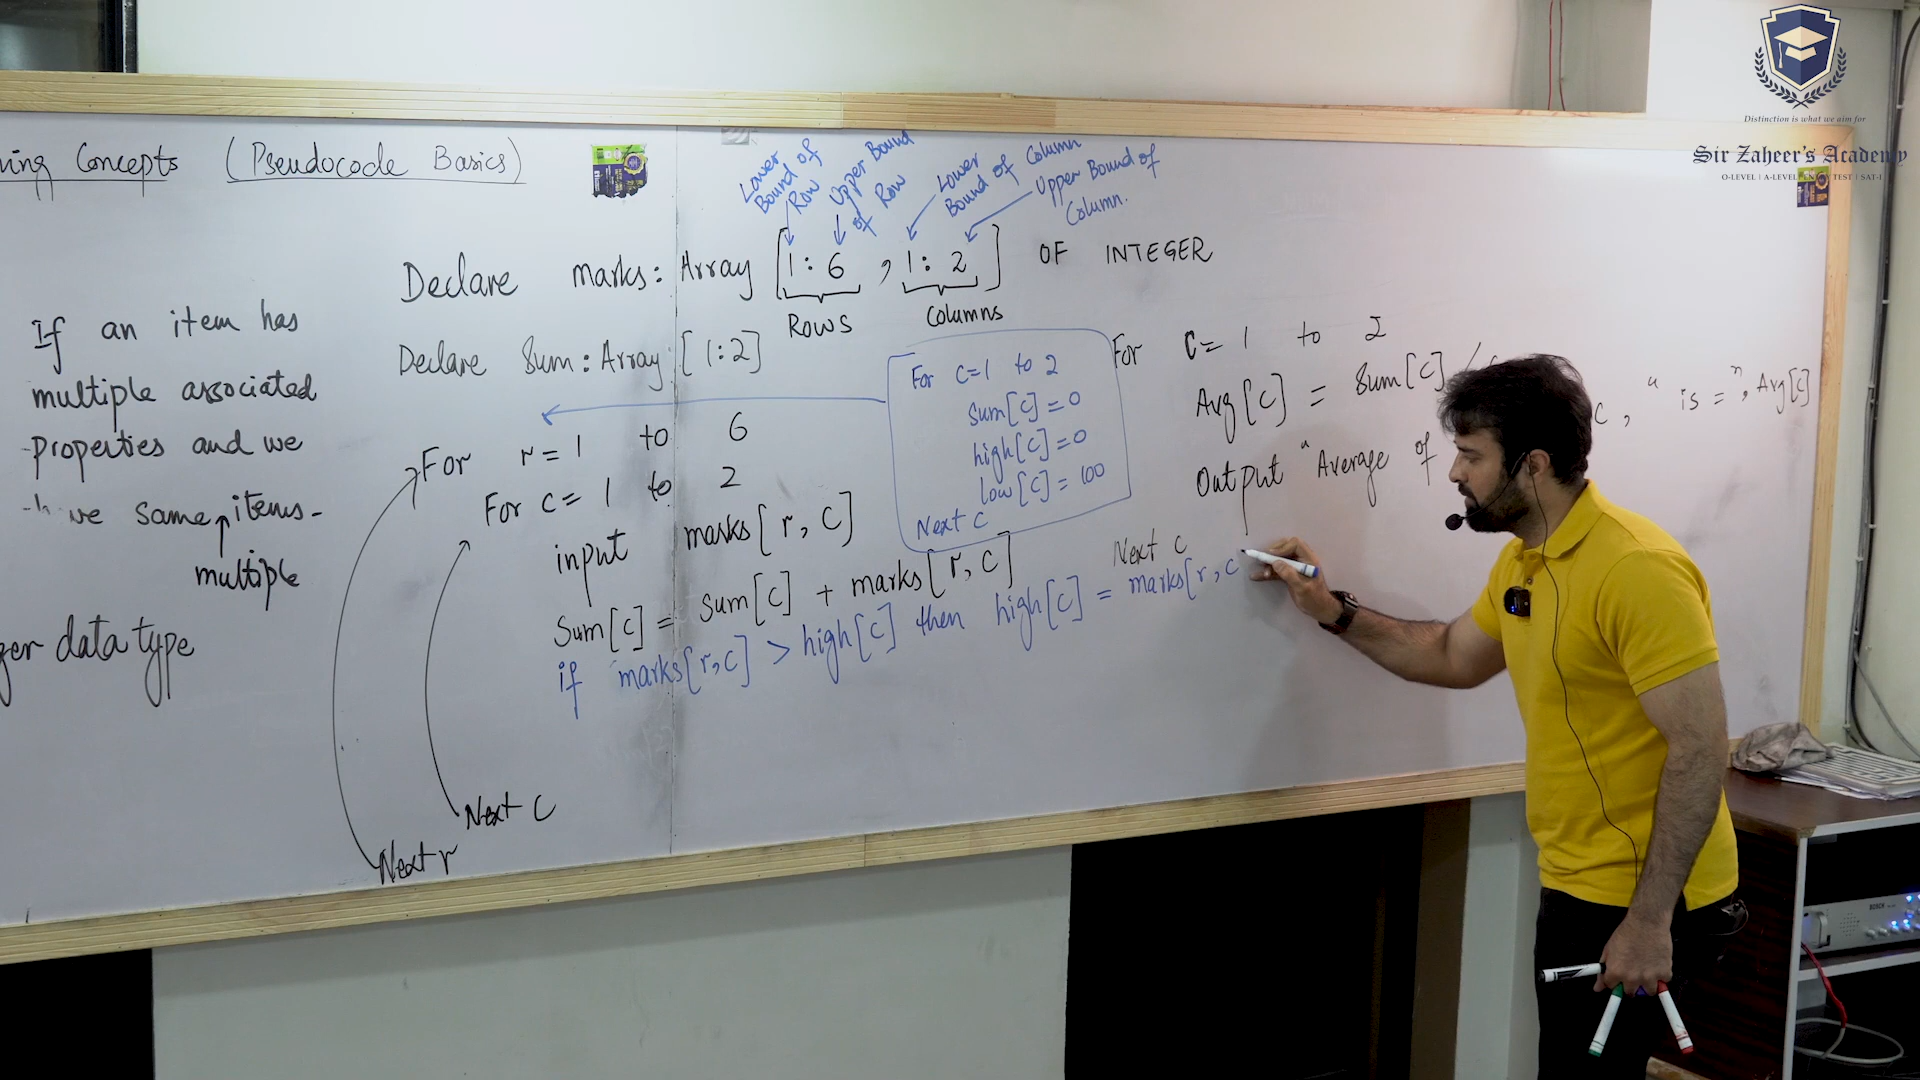 ning Concepts (Pseudocode Basics)
If an item has
multiple associated
properties and we
have same items.
multiple
ger data type
Lower Bound of Row
Upper Bound of Row
Lower Bound of Column
Upper Bound of Column.
Declare marks: Array [1:6, 1:2] OF INTEGER
Rows Columns
Declare Sum: Array [1:2]
For r = 1 to 6
For c = 1 to 2
input marks[r, c]
Sum[c] = sum[c] + marks[r, c]
if marks[r,c] > high[c] then high[c] = marks[r, c
Next c
Next r
For c=1 to 2
Sum[c]=0
high[c]=0
low[c]=100
Next c
For c= 1 to 2
Avg[c] = Sum[c] /
Output "Average of c, " is = ", Avg[c]
Next c
Distinction is what we aim for
Sir Zaheer's Academy
O-LEVEL | A-LEVEL TEST | SAT-I